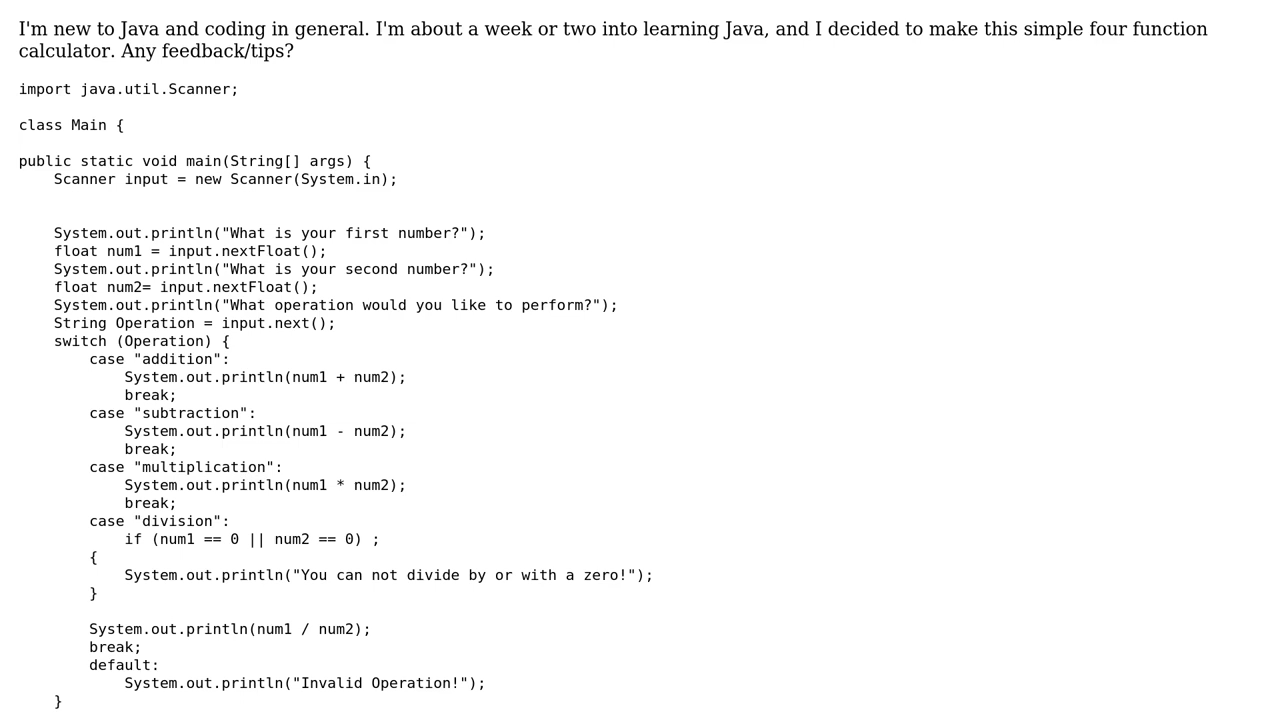 I'm new to Java and coding in general. I'm about a week or two into learning Java, and I decided to make this simple four function
calculator. Any feedback/tips?
import java.util.Scanner;
class Main {
public static void main(String[] args) {
    Scanner input = new Scanner(System.in);
    System.out.println("What is your first number?");
    float num1 = input.nextFloat();
    System.out.println("What is your second number?");
    float num2= input.nextFloat();
    System.out.println("What operation would you like to perform?");
    String Operation = input.next();
    switch (Operation) {
        case "addition":
            System.out.println(num1 + num2);
            break;
        case "subtraction":
            System.out.println(num1 - num2);
            break;
        case "multiplication":
            System.out.println(num1 * num2);
            break;
        case "division":
            if (num1 == 0 || num2 == 0) ;
        {
            System.out.println("You can not divide by or with a zero!");
        }
        System.out.println(num1 / num2);
        break;
        default:
            System.out.println("Invalid Operation!");
    }